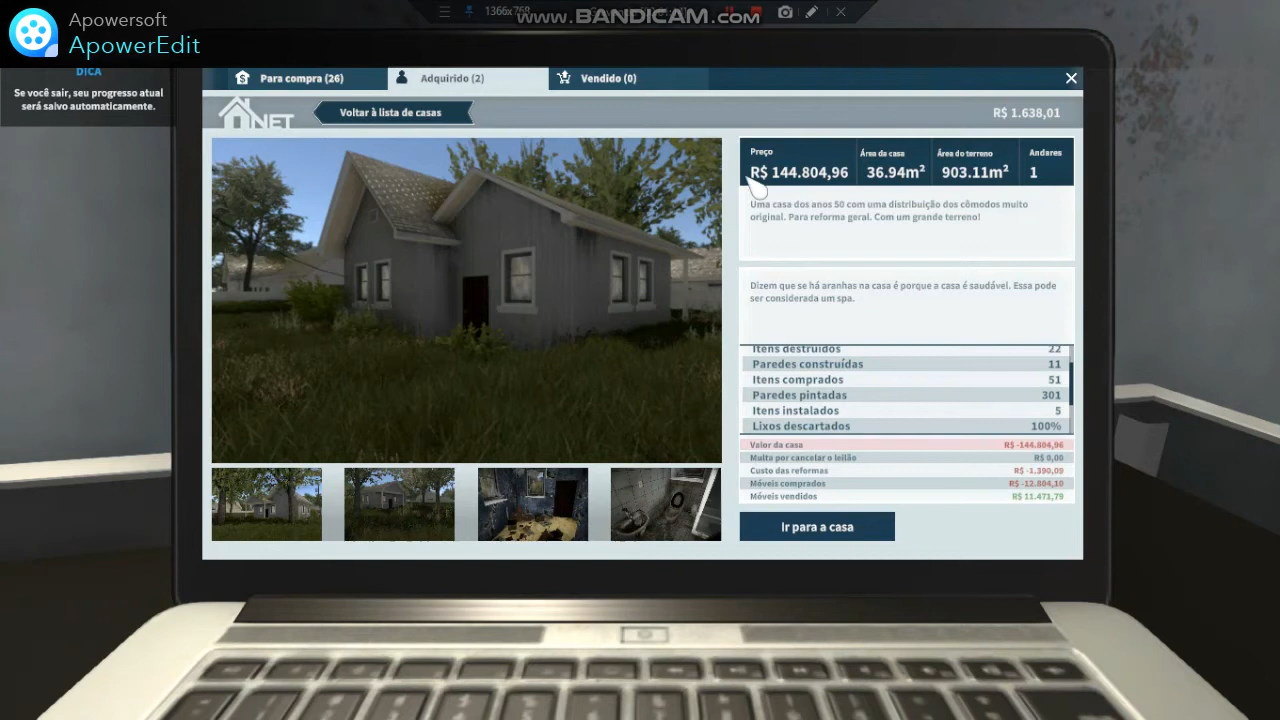 Apowersoft
ApowerEdit
1366x768
www.BANDICAM.com
DICA
Se você sair, seu progresso atual
será salvo automaticamente.
Para compra (26)
Adquirido (2)
Vendido (0)
NET
Voltar à lista de casas
R$ 1.638,01
Preço
R$ 144.804,96
Área da casa
36.94m²
Área do terreno
903.11m²
Andares
1
Uma casa dos anos 50 com uma distribuição dos cômodos muito
original. Para reforma geral. Com um grande terreno!
Dizem que se há aranhas na casa é porque a casa é saudável. Essa pode
ser considerada um spa.
Itens destruídos 22
Paredes construídas 11
Itens comprados 51
Paredes pintadas 301
Itens instalados 5
Lixos descartados 100%
Valor da casa R$ -144.804,96
Multa por cancelar o leilão R$ 0,00
Custo das reformas R$ -1.390,09
Móveis comprados R$ -12.804,10
Móveis vendidos R$ 11.471,79
Ir para a casa